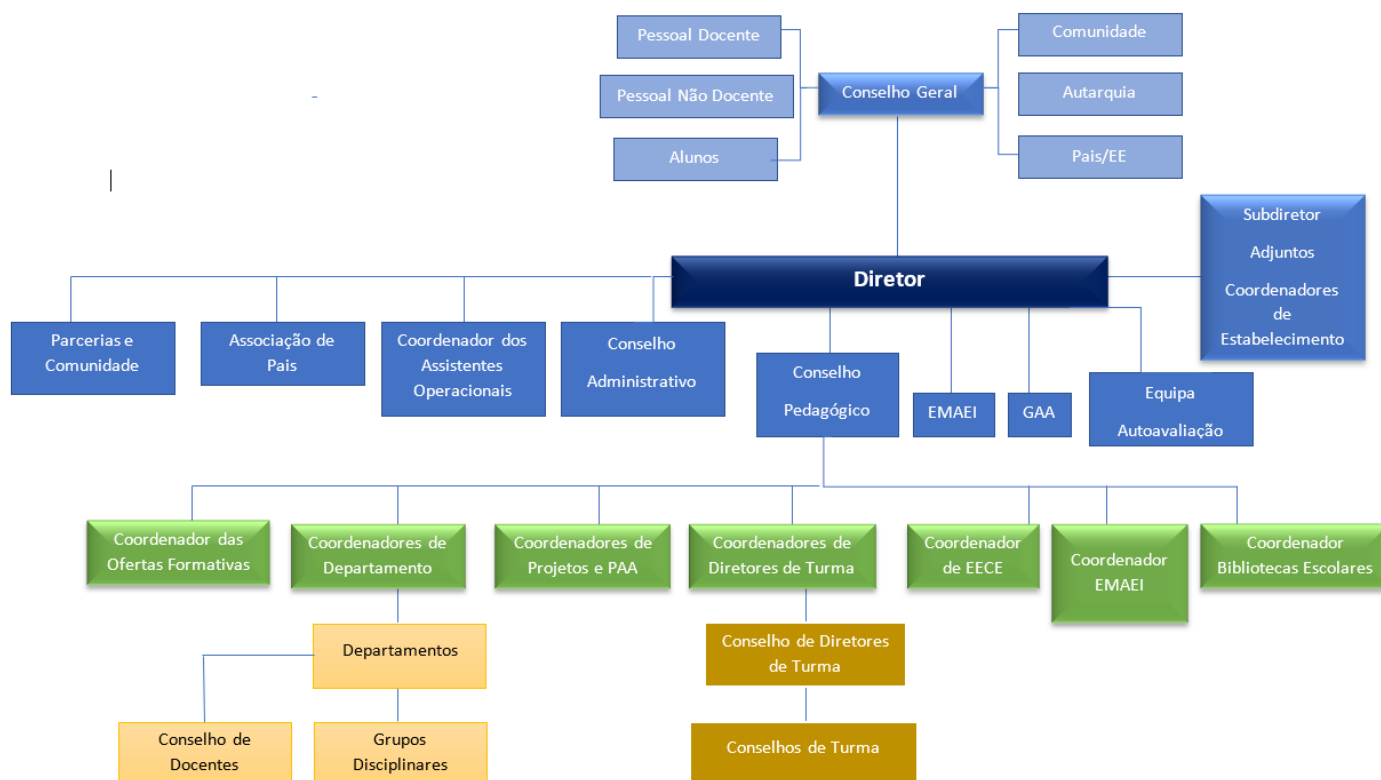 Pessoal Docente
Comunidade
Conselho Geral
Pessoal Não Docente
Autarquia
Alunos
Pais/EE
Subdiretor
Adjuntos
Coordenadores
de
Estabelecimento
Diretor
Parcerias e
Comunidade
Associação de
Pais
Coordenador dos
Assistentes
Operacionais
Conselho
Administrativo
Conselho
Pedagógico
EMAEI
GAA
Equipa
Autoavaliação
Coordenador das
Ofertas Formativas
Coordenadores de
Departamento
Coordenadores de
Projetos e PAA
Coordenadores de
Diretores de Turma
Coordenador
de EECE
Coordenador
EMAEI
Coordenador
Bibliotecas Escolares
Departamentos
Conselho de Diretores
de Turma
Conselho de
Docentes
Grupos
Disciplinares
Conselhos de Turma